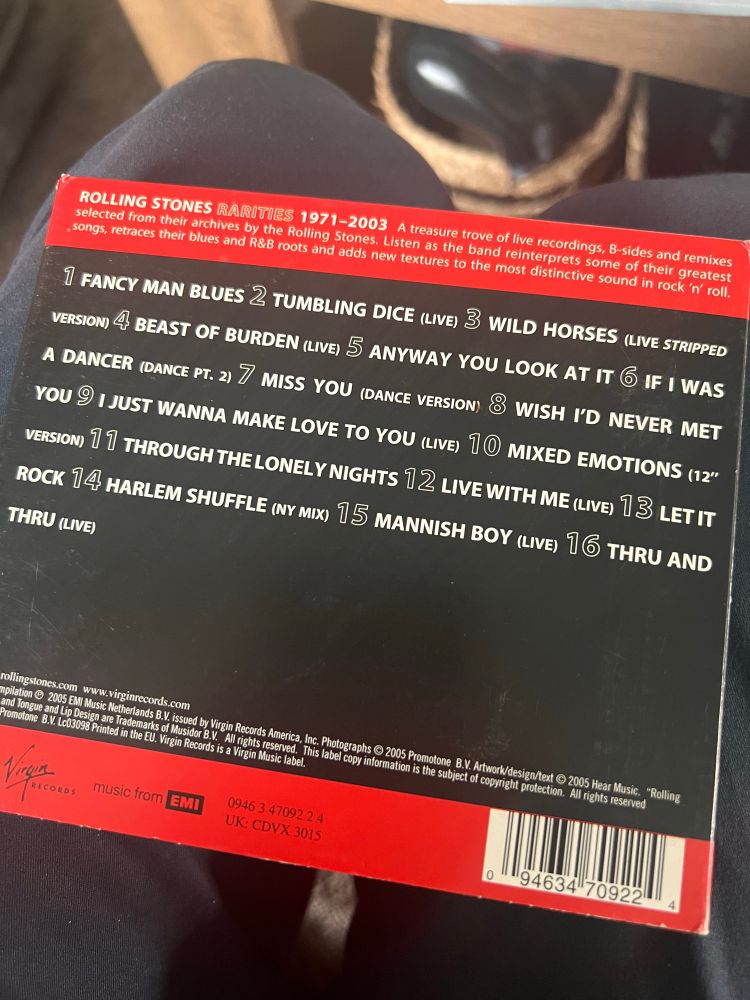 ROLLING STONES RARITIES 1971–2003 A treasure trove of live recordings, B-sides and remixes
selected from their archives by the Rolling Stones. Listen as the band reinterprets some of their greatest
songs, retraces their blues and R&B roots and adds new textures to the most distinctive sound in rock 'n' roll.
1 FANCY MAN BLUES 2 TUMBLING DICE (LIVE) 3 WILD HORSES (LIVE STRIPPED
VERSION) 4 BEAST OF BURDEN (LIVE) 5 ANYWAY YOU LOOK AT IT 6 IF I WAS
A DANCER (DANCE PT. 2) 7 MISS YOU (DANCE VERSION) 8 WISH I'D NEVER MET
YOU 9 I JUST WANNA MAKE LOVE TO YOU (LIVE) 10 MIXED EMOTIONS (12"
VERSION) 11 THROUGH THE LONELY NIGHTS 12 LIVE WITH ME (LIVE) 13 LET IT
ROCK 14 HARLEM SHUFFLE (NY MIX) 15 MANNISH BOY (LIVE) 16 THRU AND
THRU (LIVE)
rollingstones.com www.virginrecords.com
mpilation ℗ 2005 EMI Music Netherlands B.V. issued by Virgin Records America, Inc. Photographs © 2005 Promotone B.V. Artwork/design/text © 2005 Hear Music. "Rolling
and Tongue and Lip Design are Trademarks of Musidor B.V. All rights reserved. This label copy information is the subject of copyright protection. All rights reserved
Promotone B.V. Lc03098 Printed in the EU. Virgin Records is a Virgin Music label.
Virgin
RECORDS
music from EMI
0946 3 47092 2 4
UK: CDVX 3015
0 94634 70922 4